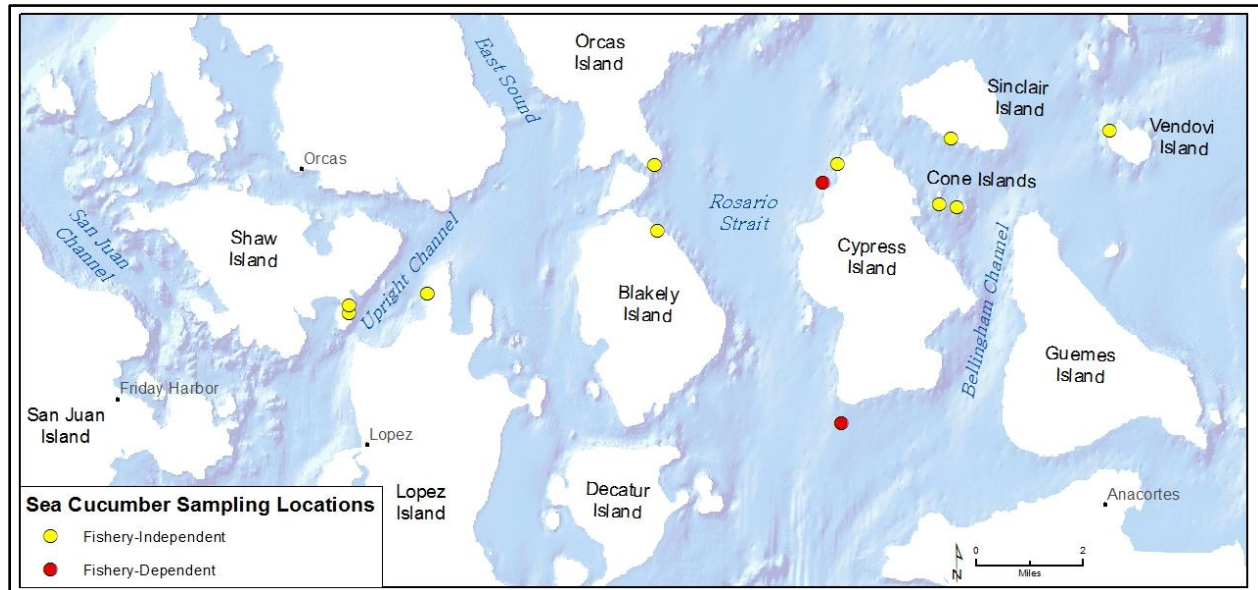 Orcas
Island
East Sound
Sinclair
Island
Vendovi
Island
Orcas
Cone Islands
San Juan
Channel
Shaw
Island
Upright Channel
Rosario
Strait
Cypress
Island
Bellingham Channel
Blakely
Island
Guemes
Island
Friday Harbor
San Juan
Island
Lopez
Lopez
Island
Decatur
Island
Anacortes
Sea Cucumber Sampling Locations
Fishery-Independent
Fishery-Dependent
N
0 2
Miles